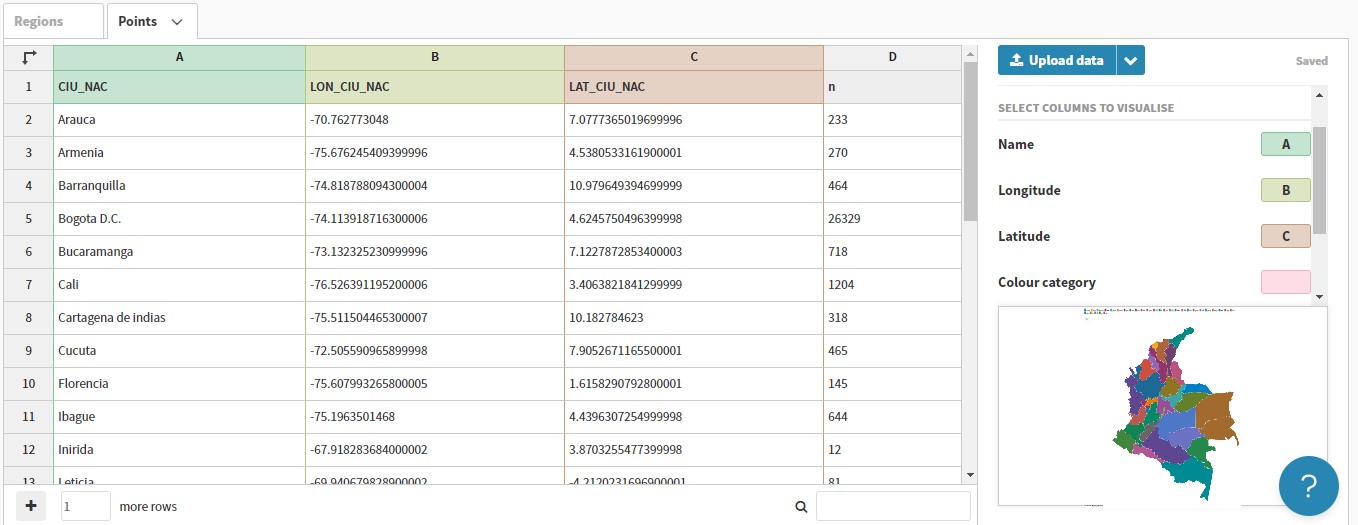 Regions Points
A B C D
1 CIU_NAC LON_CIU_NAC LAT_CIU_NAC n
2 Arauca -70.762773048 7.0777365019699996 233
3 Armenia -75.676245409399996 4.5380533161900001 270
4 Barranquilla -74.818788094300004 10.979649394699999 464
5 Bogota D.C. -74.113918716300006 4.6245750496399998 26329
6 Bucaramanga -73.132325230999996 7.1227872853400003 718
7 Cali -76.526391195200006 3.4063821841299999 1204
8 Cartagena de indias -75.511504465300007 10.182784623 318
9 Cucuta -72.505590965899998 7.9052671165500001 465
10 Florencia -75.607993265800005 1.6158290792800001 145
11 Ibague -75.1963501468 4.4396307254999998 644
12 Inirida -67.918283684000002 3.8703255477399998 12
13 Leticia -69.940679828900002 -4.2120231696900001 81
+ 1 more rows
Upload data Saved
SELECT COLUMNS TO VISUALISE
Name A
Longitude B
Latitude C
Colour category
?